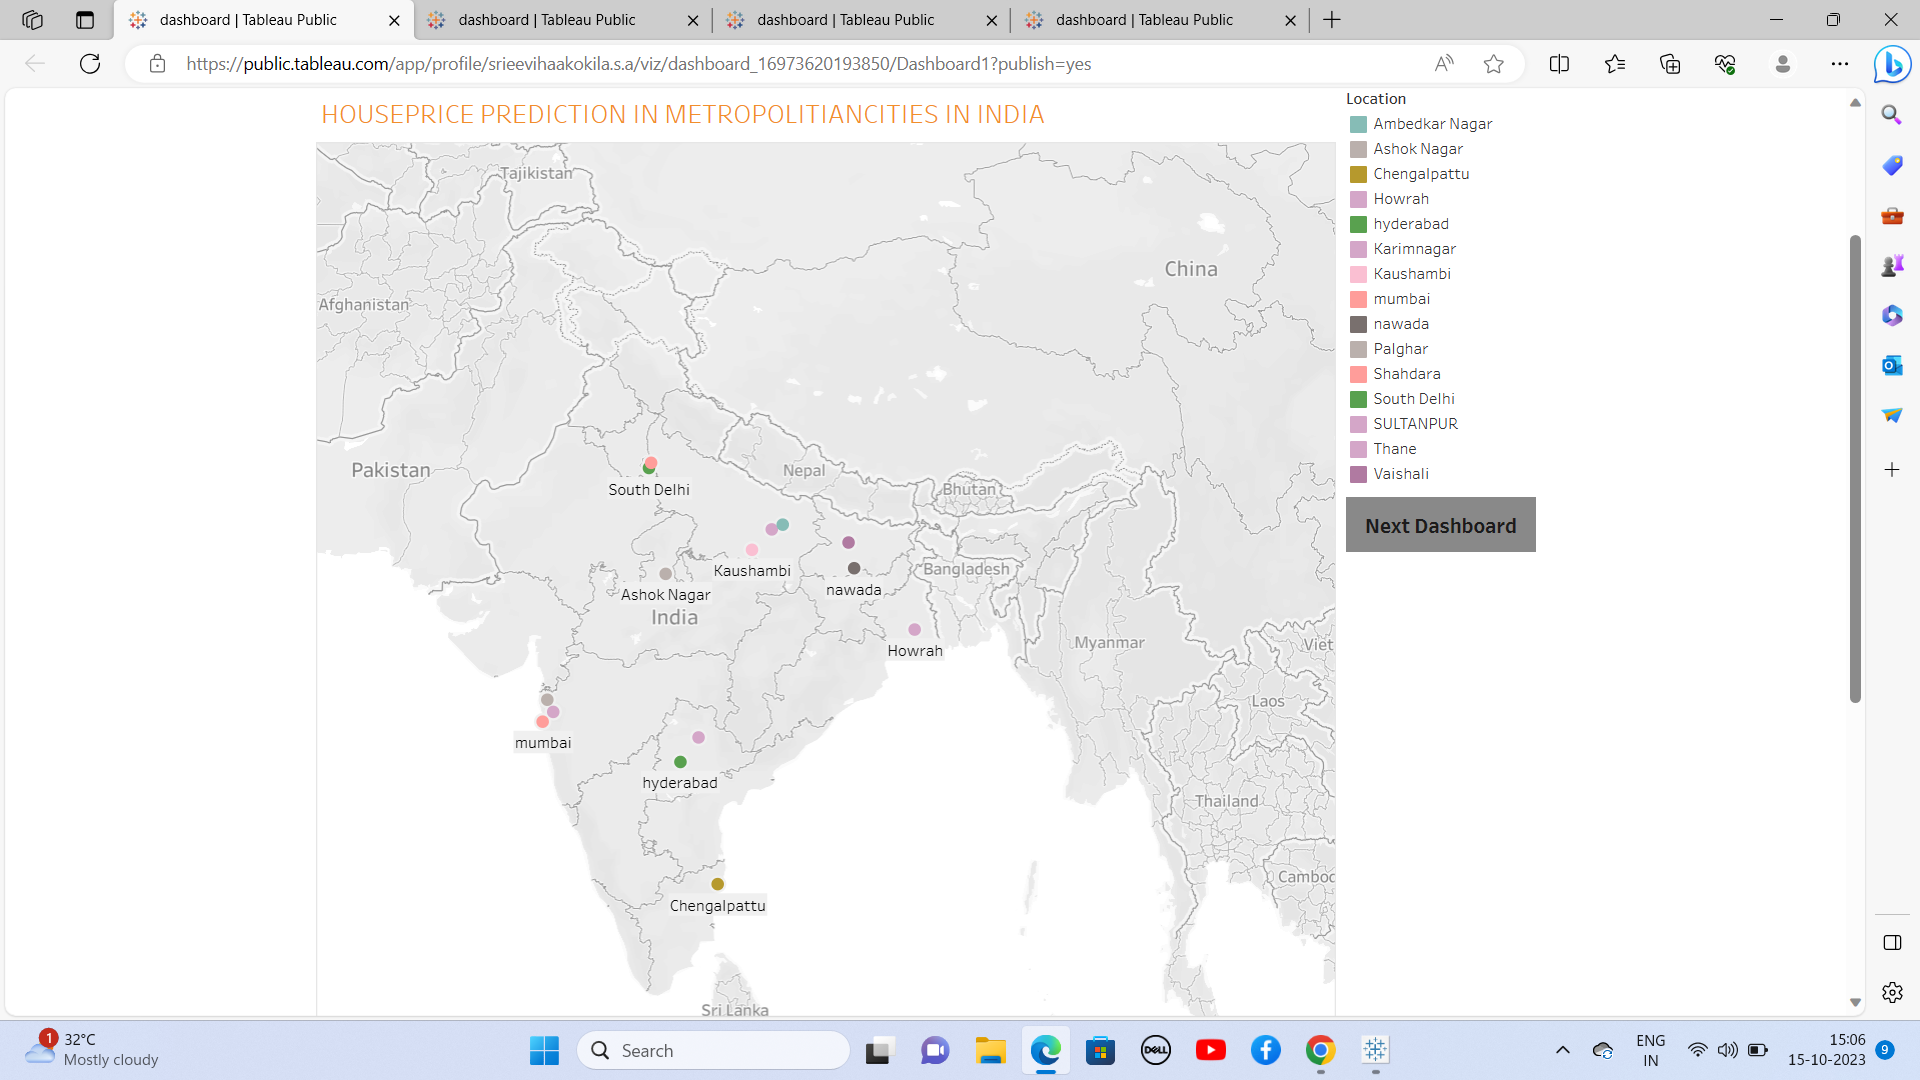 dashboard | Tableau Public
dashboard | Tableau Public
dashboard | Tableau Public
dashboard | Tableau Public
https://public.tableau.com/app/profile/srieevihaakokila.s.a/viz/dashboard_16973620193850/Dashboard1?publish=yes
HOUSEPRICE PREDICTION IN METROPOLITIANCITIES IN INDIA
Location
Ambedkar Nagar
Ashok Nagar
Chengalpattu
Howrah
hyderabad
Karimnagar
Kaushambi
mumbai
nawada
Palghar
Shahdara
South Delhi
SULTANPUR
Thane
Vaishali
Next Dashboard
Tajikistan
China
Afghanistan
Pakistan
Nepal
Bhutan
South Delhi
Kaushambi
Bangladesh
nawada
Ashok Nagar
India
Myanmar
Viet
Howrah
Laos
mumbai
hyderabad
Thailand
Camboc
Chengalpattu
Sri Lanka
1
32°C
Mostly cloudy
Search
DELL
ENG
IN
15:06
15-10-2023
9